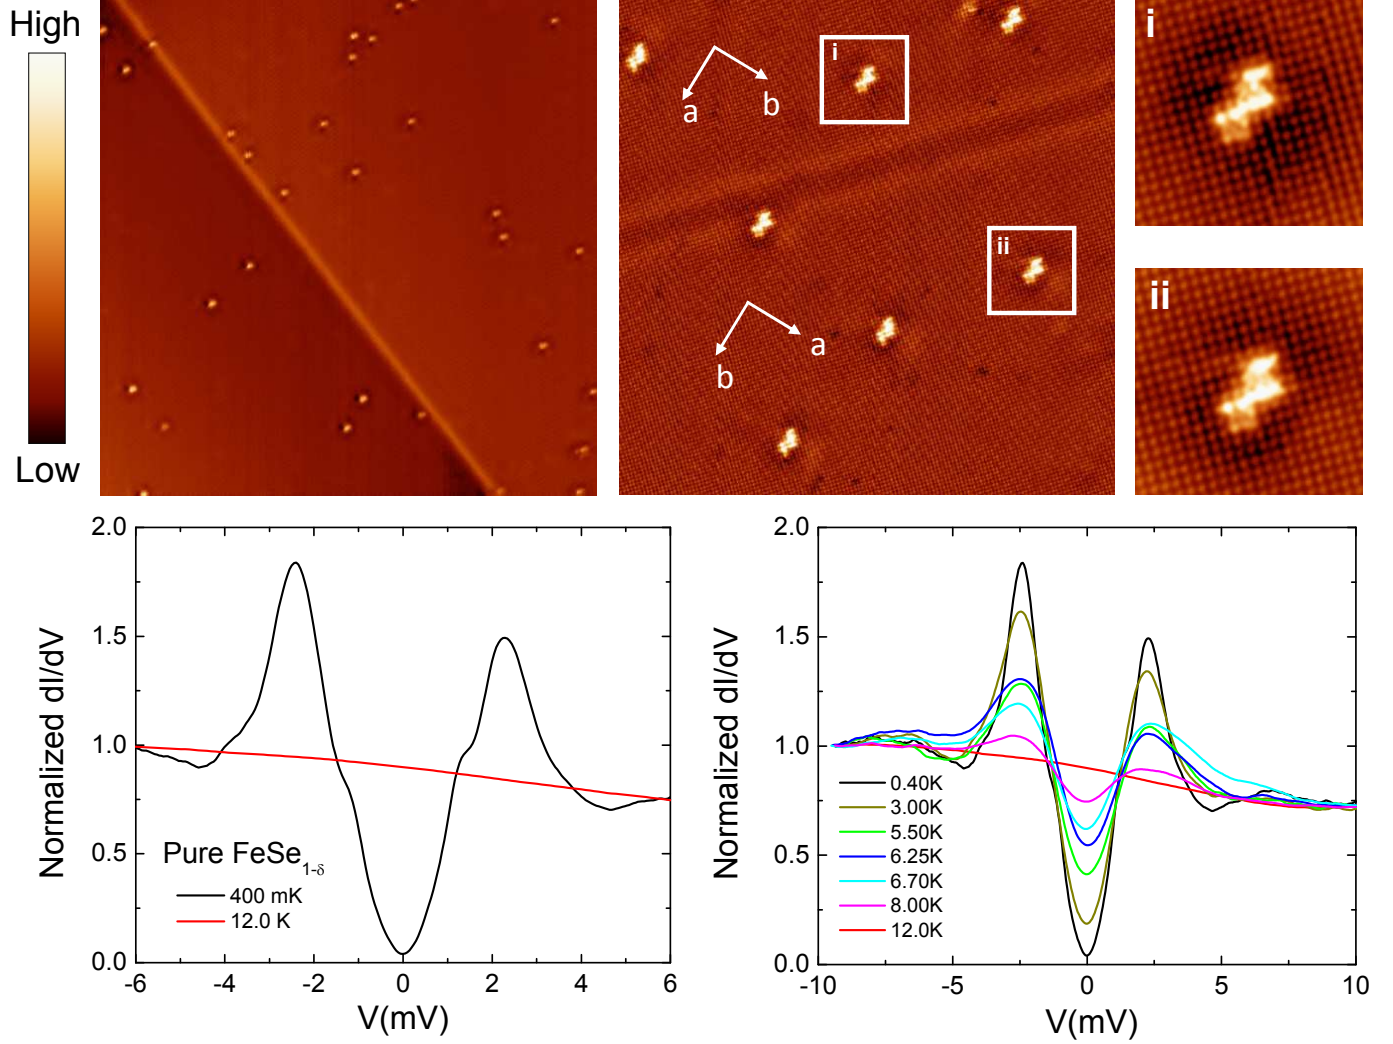 High
Low
i
a
b
ii
a
b
i
ii
2.0
1.5
1.0
0.5
0.0
Normalized dI/dV
Pure FeSe1-δ
400 mK
12.0 K
-6
-4
-2
0
2
4
6
V(mV)
2.0
1.5
1.0
0.5
0.0
Normalized dI/dV
0.40K
3.00K
5.50K
6.25K
6.70K
8.00K
12.0K
-10
-5
0
5
10
V(mV)